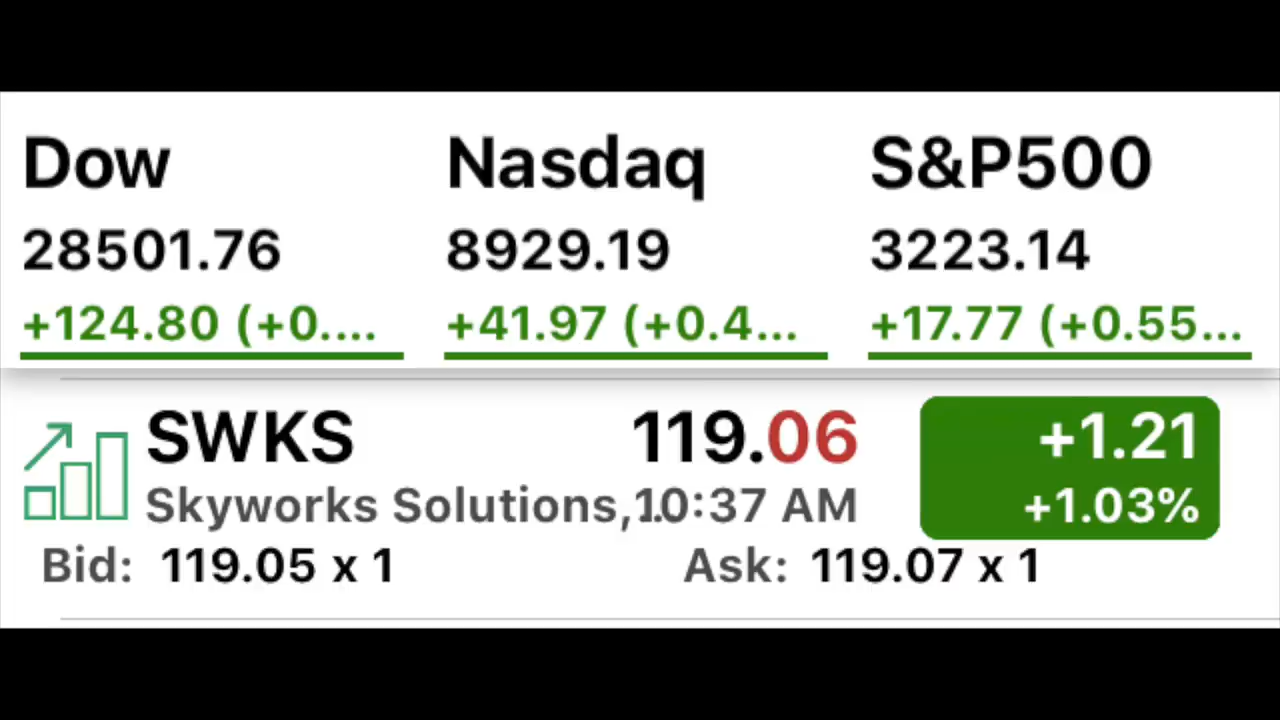 Dow Nasdaq S&P500
28501.76 8929.19 3223.14
+124.80 (+0.... +41.97 (+0.4... +17.77 (+0.55...
SWKS 119.06 +1.21
Skyworks Solutions, 10:37 AM +1.03%
Bid: 119.05 x 1 Ask: 119.07 x 1